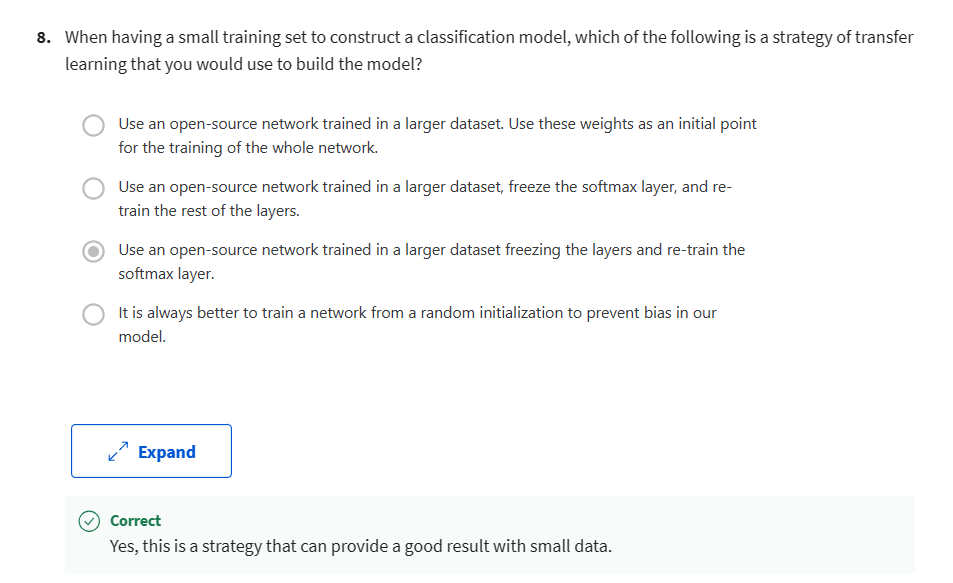 8. When having a small training set to construct a classification model, which of the following is a strategy of transfer
learning that you would use to build the model?
Use an open-source network trained in a larger dataset. Use these weights as an initial point
for the training of the whole network.
Use an open-source network trained in a larger dataset, freeze the softmax layer, and re-
train the rest of the layers.
Use an open-source network trained in a larger dataset freezing the layers and re-train the
softmax layer.
It is always better to train a network from a random initialization to prevent bias in our
model.
Expand
Correct
Yes, this is a strategy that can provide a good result with small data.